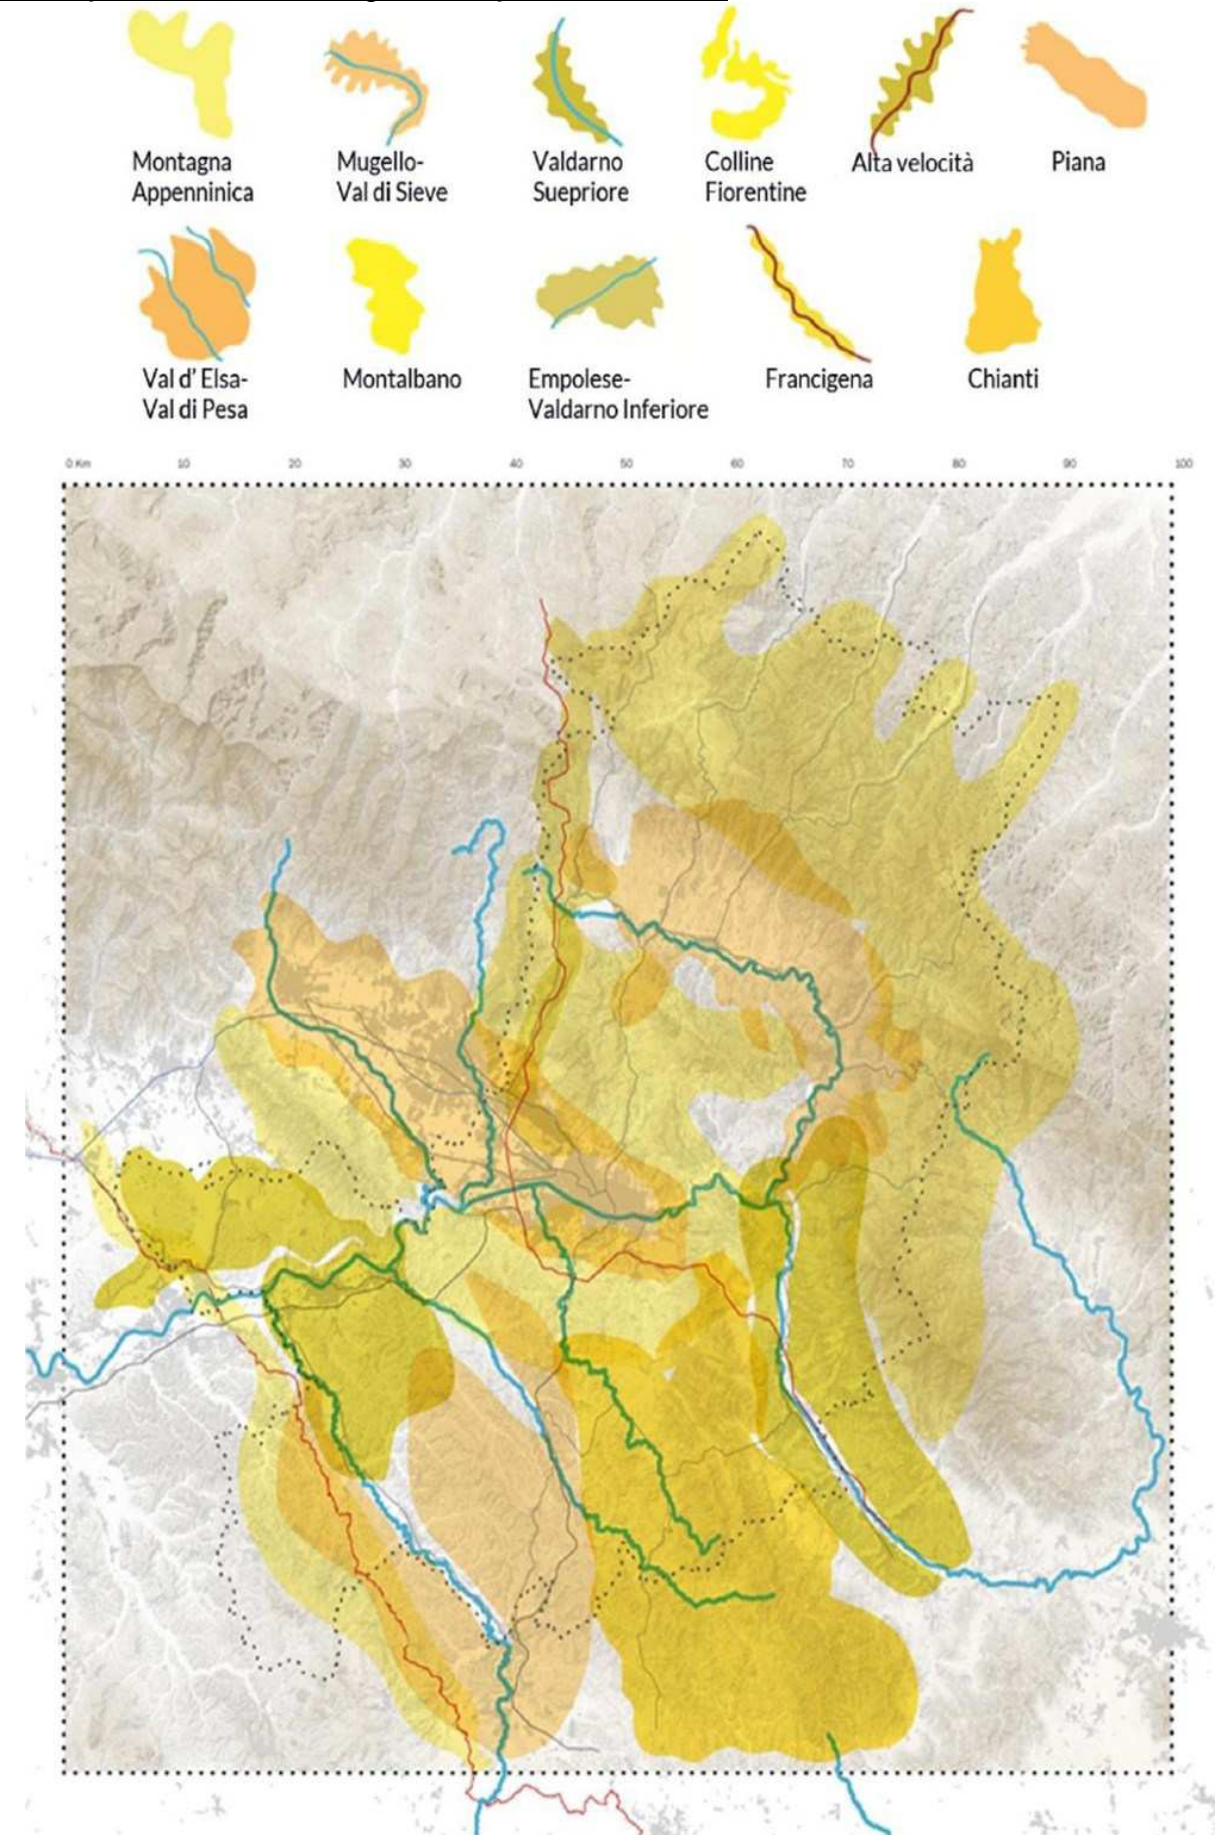 Montagna
Appenninica
Mugello-
Val di Sieve
Valdarno
Suepriore
Colline
Fiorentine
Alta velocità
Piana
Val d' Elsa-
Val di Pesa
Montalbano
Empolese-
Valdarno Inferiore
Francigena
Chianti
0 Km 10 20 30 40 50 60 70 80 90 100